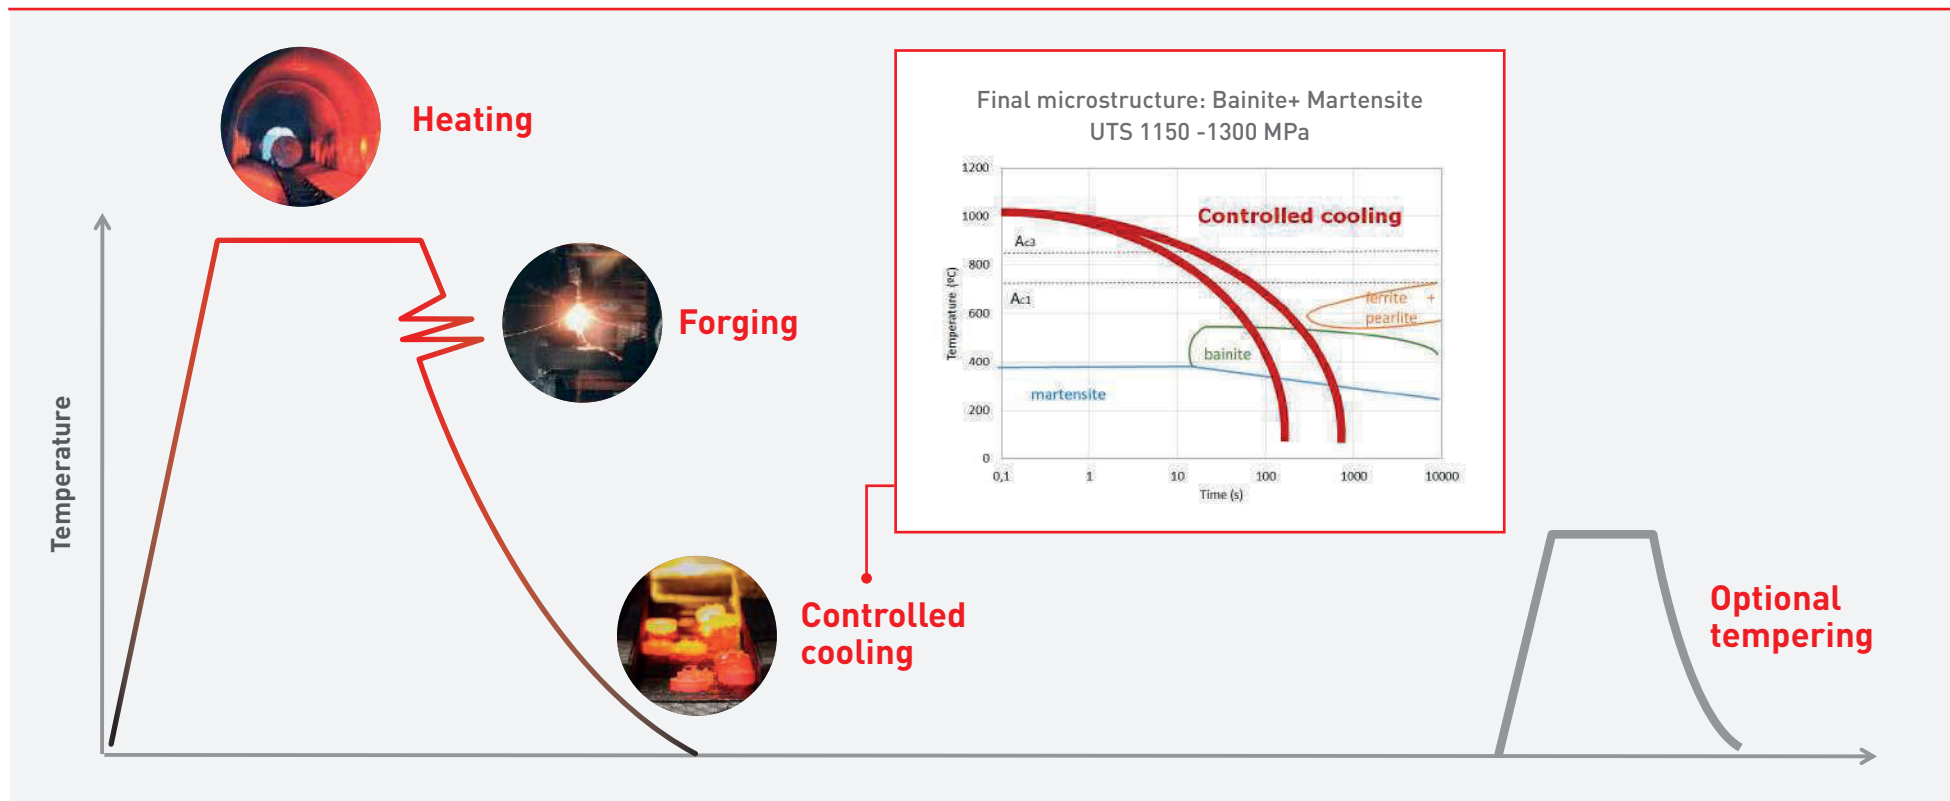 Heating
Forging
Controlled
cooling
Temperature
Final microstructure: Bainite+ Martensite
UTS 1150 -1300 MPa
Controlled cooling
Ac3
Ac1
ferrite +
pearlite
bainite
martensite
Temperature (ºC)
1200
1000
800
600
400
200
0
0,1 1 10 100 1000 10000
Time (s)
Optional
tempering